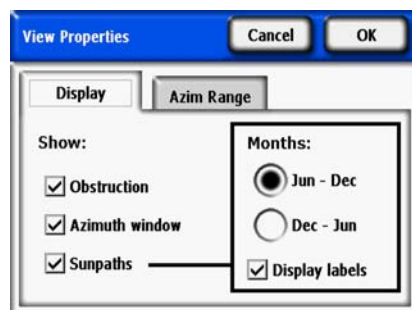 View Properties
Cancel
OK
Display
Azim Range
Show:
Obstruction
Azimuth window
Sunpaths
Months:
Jun - Dec
Dec - Jun
Display labels